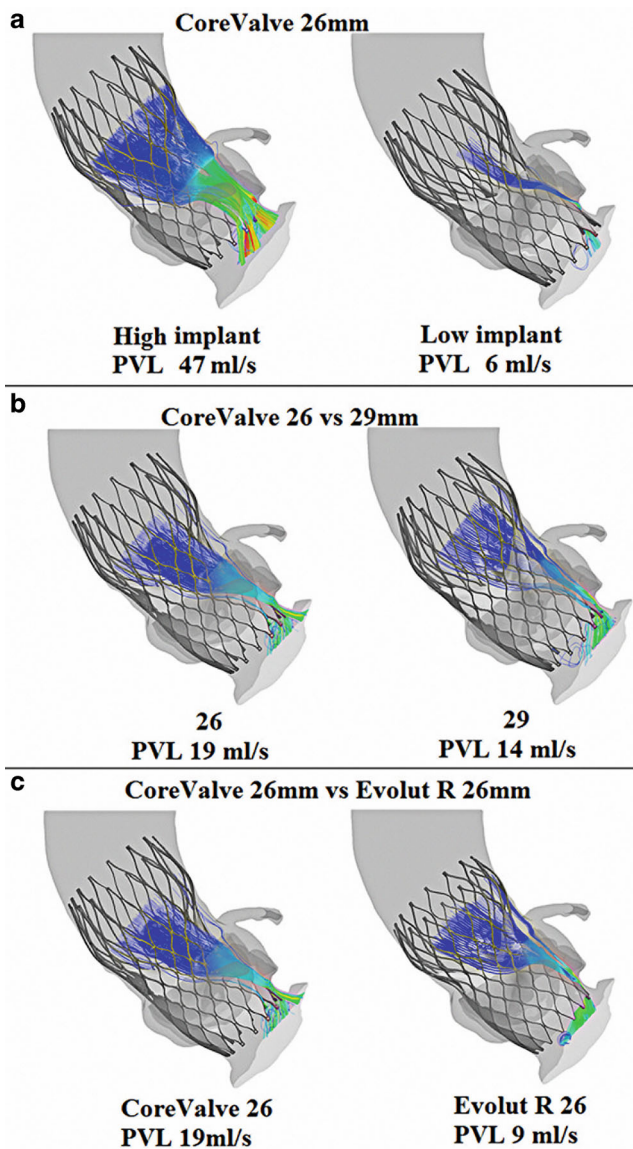 a
CoreValve 26mm
High implant
PVL 47 ml/s
Low implant
PVL 6 ml/s
b
CoreValve 26 vs 29mm
26
PVL 19 ml/s
29
PVL 14 ml/s
c
CoreValve 26mm vs Evolut R 26mm
CoreValve 26
PVL 19ml/s
Evolut R 26
PVL 9 ml/s